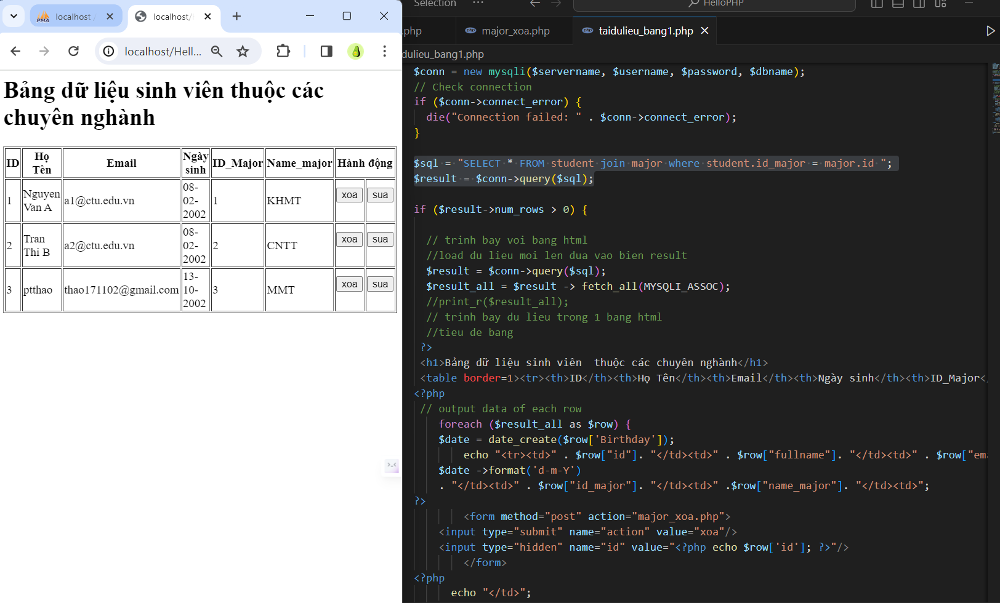 localhost /
localhost/
localhost/Hell...
Bảng dữ liệu sinh viên thuộc các
chuyên nghành
ID Họ Tên Email Ngày sinh ID_Major Name_major Hành động
1 Nguyen Van A a1@ctu.edu.vn 08-02-2002 1 KHMT xoa sua
2 Tran Thi B a2@ctu.edu.vn 08-02-2002 2 CNTT xoa sua
3 ptthao thao171102@gmail.com 13-10-2002 3 MMT xoa sua
Selection ··· HelloPHP
.php major_xoa.php taidulieu_bang1.php
dulieu_bang1.php
$conn = new mysqli($servername, $username, $password, $dbname);
// Check connection
if ($conn->connect_error) {
die("Connection failed: " . $conn->connect_error);
}
$sql = "SELECT * FROM student join major where student.id_major = major.id ";
$result = $conn->query($sql);
if ($result->num_rows > 0) {
// trinh bay voi bang html
//load du lieu moi len dua vao bien result
$result = $conn->query($sql);
$result_all = $result -> fetch_all(MYSQLI_ASSOC);
//print_r($result_all);
// trinh bay du lieu trong 1 bang html
//tieu de bang
?>
<h1>Bảng dữ liệu sinh viên  thuộc các chuyên nghành</h1>
<table border=1><tr><th>ID</th><th>Họ Tên</th><th>Email</th><th>Ngày sinh</th><th>ID_Major<
<?php
// output data of each row
foreach ($result_all as $row) {
$date = date_create($row['Birthday']);
echo "<tr><td>" . $row["id"]. "</td><td>" . $row["fullname"]. "</td><td>" . $row["ema
$date ->format('d-m-Y')
. "</td><td>" . $row["id_major"]. "</td><td>" .$row["name_major"]. "</td><td>";
?>
<form method="post" action="major_xoa.php">
<input type="submit" name="action" value="xoa"/>
<input type="hidden" name="id" value="<?php echo $row['id']; ?>"/>
</form>
<?php
echo "</td>";